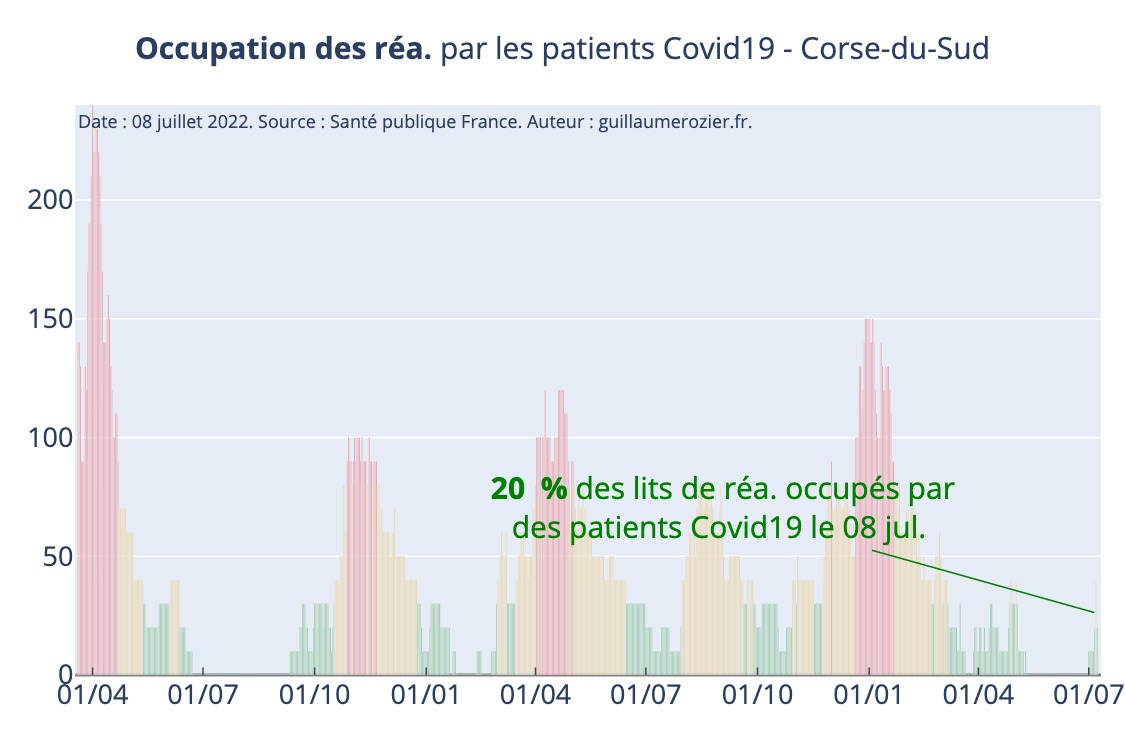 Occupation des réa. par les patients Covid19 - Corse-du-Sud
Date : 08 juillet 2022. Source : Santé publique France. Auteur : guillaumerozier.fr.
200
150
100
50
0
20 % des lits de réa. occupés par
des patients Covid19 le 08 jul.
01/04 01/07 01/10 01/01 01/04 01/07 01/10 01/01 01/04 01/07